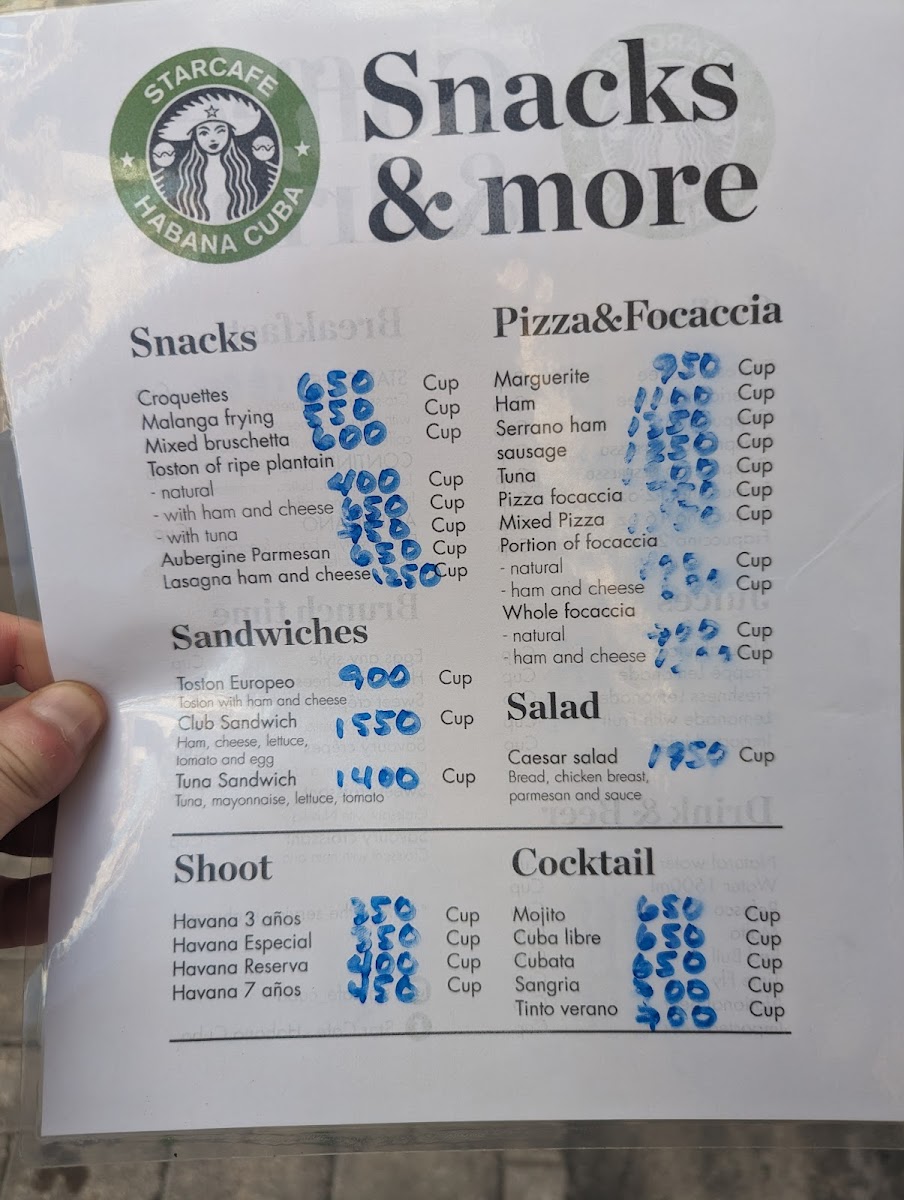 STARCAFE
HABANA CUBA
Snacks
& more
Snacks
Croquettes 650 Cup
Malanga frying 550 Cup
Mixed bruschetta 600 Cup
Toston of ripe plantain
- natural 400 Cup
- with ham and cheese 650 Cup
- with tuna Cup
Aubergine Parmesan 650 Cup
Lasagna ham and cheese 1250 Cup
Sandwiches
Toston Europeo 900 Cup
Toston with ham and cheese
Club Sandwich 1550 Cup
Ham, cheese, lettuce,
tomato and egg
Tuna Sandwich 1400 Cup
Tuna, mayonnaise, lettuce, tomato
Pizza&Focaccia
Marguerite 950 Cup
Ham 1100 Cup
Serrano ham Cup
sausage Cup
Tuna Cup
Pizza focaccia Cup
Mixed Pizza Cup
Portion of focaccia
- natural Cup
- ham and cheese Cup
Whole focaccia
- natural Cup
- ham and cheese Cup
Salad
Caesar salad 1950 Cup
Bread, chicken breast,
parmesan and sauce
Shoot
Havana 3 años Cup
Havana Especial 350 Cup
Havana Reserva 400 Cup
Havana 7 años 450 Cup
Cocktail
Mojito 650 Cup
Cuba libre 650 Cup
Cubata 650 Cup
Sangria Cup
Tinto verano 700 Cup